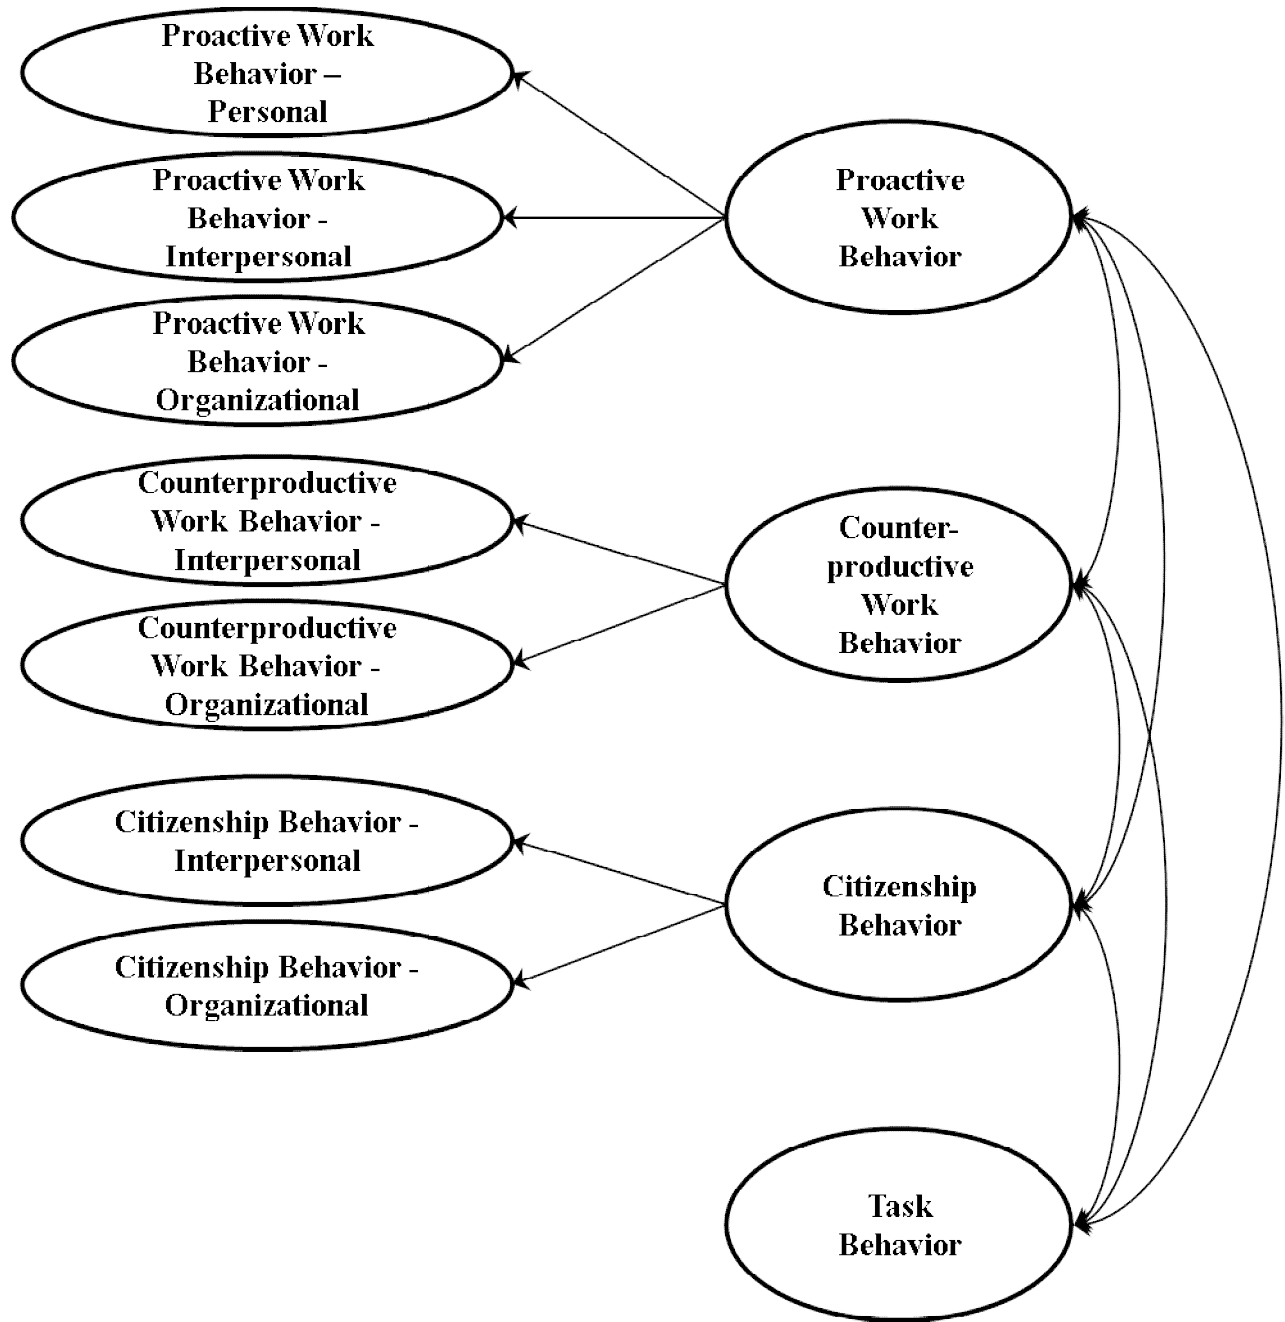 Proactive Work
Behavior –
Personal
Proactive Work
Behavior -
Interpersonal
Proactive Work
Behavior -
Organizational
Counterproductive
Work Behavior -
Interpersonal
Counterproductive
Work Behavior -
Organizational
Citizenship Behavior -
Interpersonal
Citizenship Behavior -
Organizational
Proactive
Work
Behavior
Counter-
productive
Work
Behavior
Citizenship
Behavior
Task
Behavior